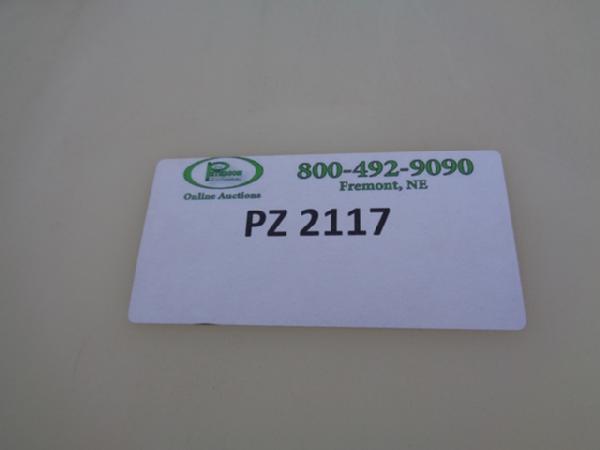 800-492-9090
Fremont, NE
Online Auctions
PZ 2117